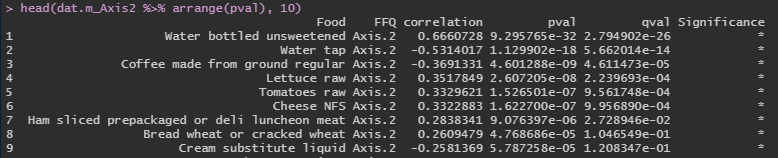 > head(dat.m_Axis2 %>% arrange(pval), 10)
Food FFQ correlation pval qval Significance
1 Water bottled unsweetened Axis.2 0.6660728 9.295765e-32 2.794902e-26 *
2 Water tap Axis.2 -0.5314017 1.129902e-18 5.662014e-14 *
3 Coffee made from ground regular Axis.2 -0.3691331 4.601288e-09 4.611473e-05 *
4 Lettuce raw Axis.2 0.3517849 2.607205e-08 2.239693e-04 *
5 Tomatoes raw Axis.2 0.3329621 1.526501e-07 9.561748e-04 *
6 Cheese NFS Axis.2 0.3322883 1.622700e-07 9.956890e-04 *
7 Ham sliced prepackaged or deli luncheon meat Axis.2 0.2838341 9.076397e-06 2.728946e-02 *
8 Bread wheat or cracked wheat Axis.2 0.2609479 4.768686e-05 1.046549e-01 *
9 Cream substitute liquid Axis.2 -0.2581369 5.787258e-05 1.208341e-01 *